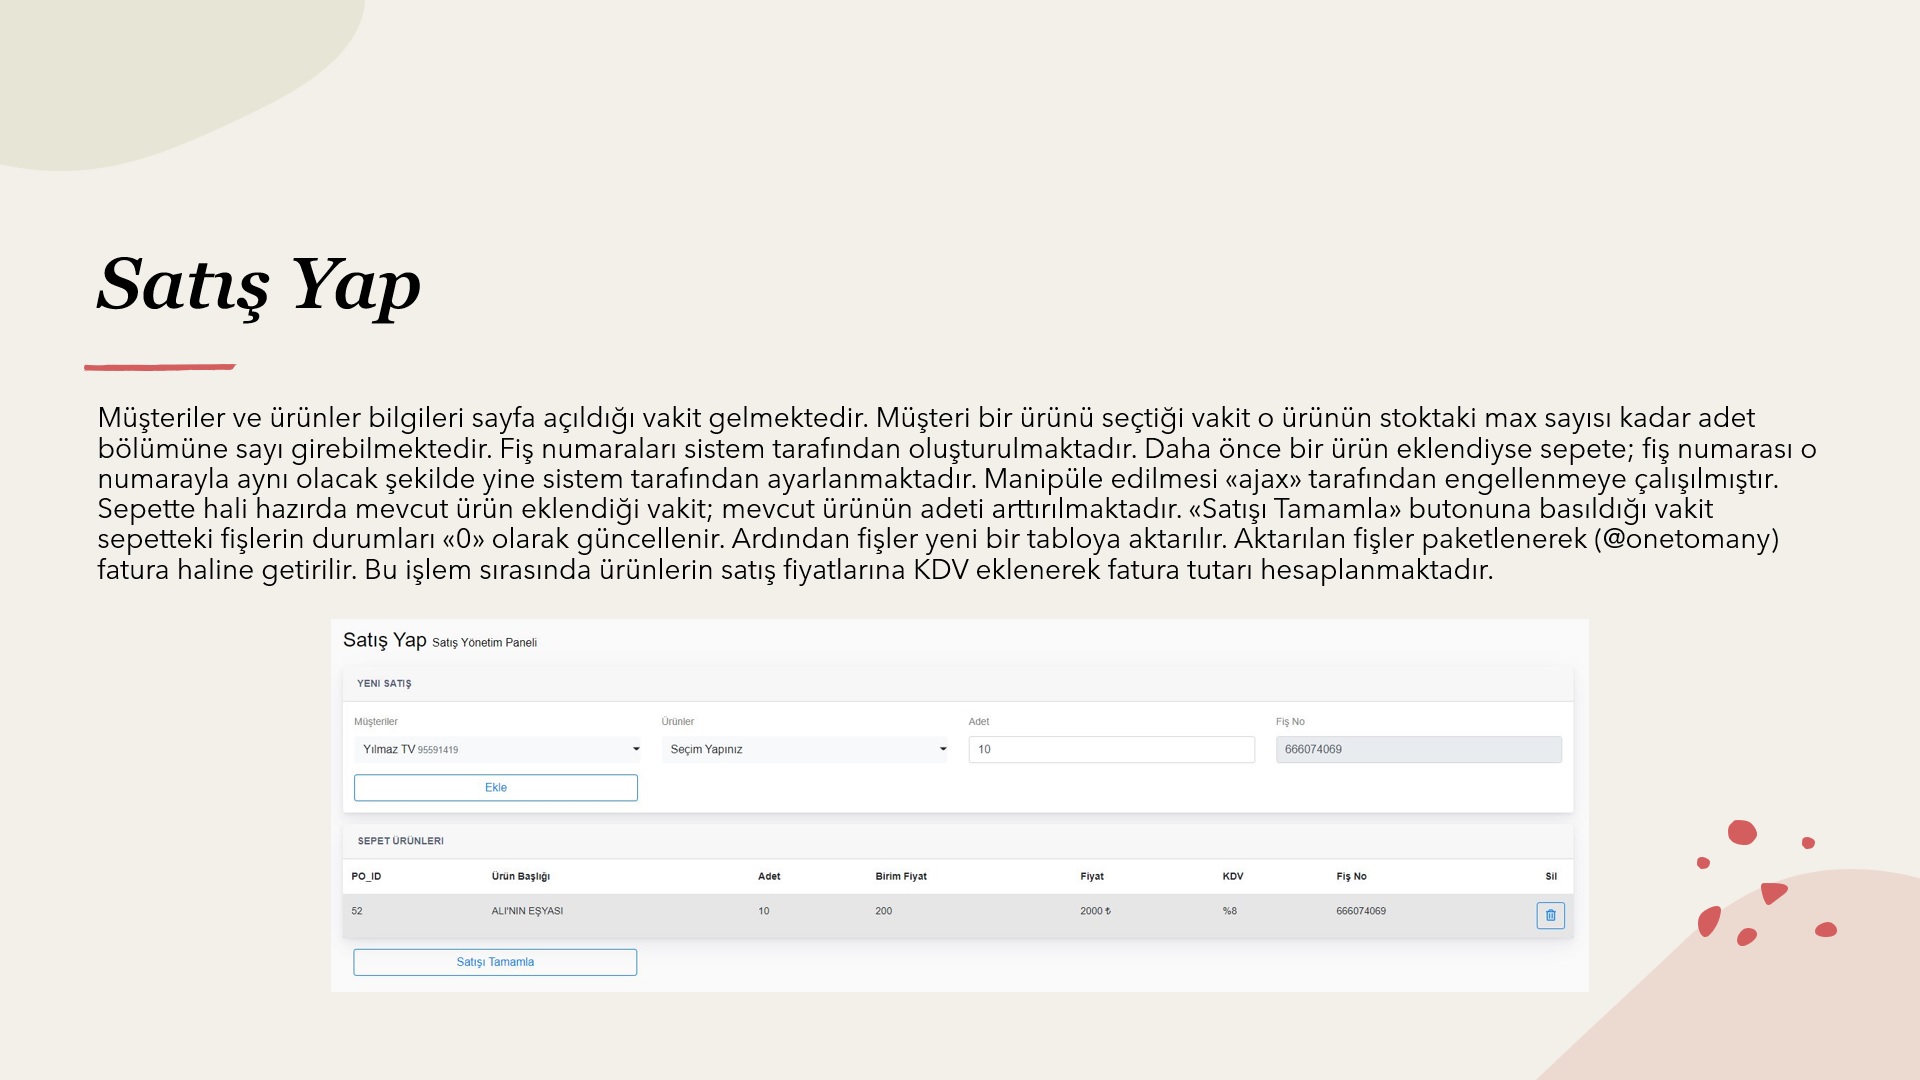 Satış Yap
Müşteriler ve ürünler bilgileri sayfa açıldığı vakit gelmektedir. Müşteri bir ürünü seçtiği vakit o ürünün stoktaki max sayısı kadar adet
bölümüne sayı girebilmektedir. Fiş numaraları sistem tarafından oluşturulmaktadır. Daha önce bir ürün eklendiyse sepete; fiş numarası o
numarayla aynı olacak şekilde yine sistem tarafından ayarlanmaktadır. Manipüle edilmesi «ajax» tarafından engellenmeye çalışılmıştır.
Sepette hali hazırda mevcut ürün eklendiği vakit; mevcut ürünün adeti arttırılmaktadır. «Satışı Tamamla» butonuna basıldığı vakit
sepetteki fişlerin durumları «0» olarak güncellenir. Ardından fişler yeni bir tabloya aktarılır. Aktarılan fişler paketlenerek (@onetomany)
fatura haline getirilir. Bu işlem sırasında ürünlerin satış fiyatlarına KDV eklenerek fatura tutarı hesaplanmaktadır.
Satış Yap Satış Yönetim Paneli
YENI SATIŞ
Müşteriler Ürünler Adet Fiş No
Yılmaz TV 95591419 Seçim Yapınız 10 666074069
Ekle
SEPET ÜRÜNLERI
PO_ID Ürün Başlığı Adet Birim Fiyat Fiyat KDV Fiş No Sil
52 ALI'NIN EŞYASI 10 200 2000 ₺ %8 666074069
Satışı Tamamla